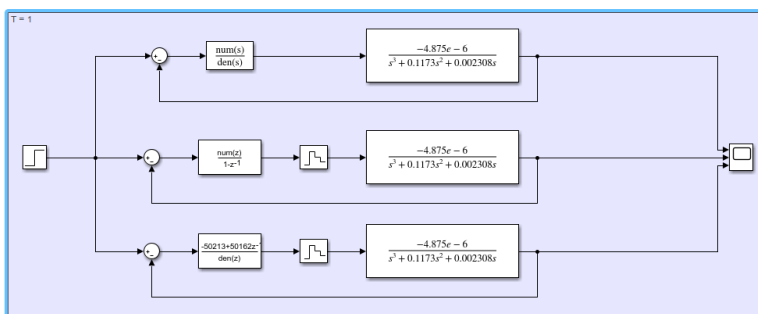 T = 1
num(s)
den(s)
−4.875e − 6
s³ + 0.1173s² + 0.002308s
num(z)
1-z⁻¹
−4.875e − 6
s³ + 0.1173s² + 0.002308s
-50213+50162z⁻
den(z)
−4.875e − 6
s³ + 0.1173s² + 0.002308s